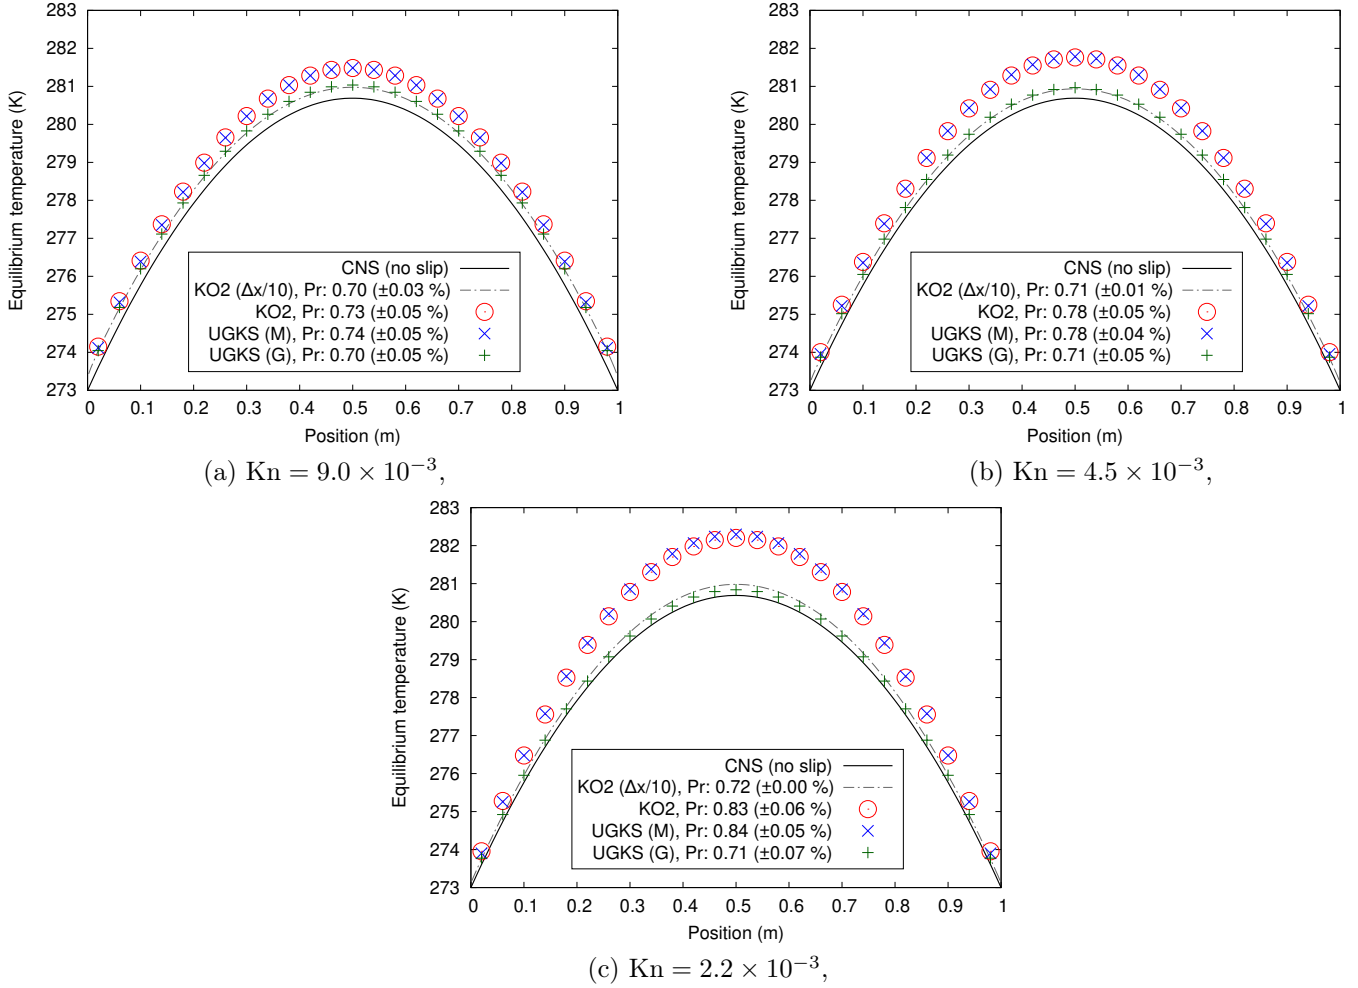 283
282
281
280
279
278
277
276
275
274
273
Equilibrium temperature (K)
CNS (no slip)
KO2 (Δx/10), Pr: 0.70 (±0.03 %)
KO2, Pr: 0.73 (±0.05 %)
UGKS (M), Pr: 0.74 (±0.05 %)
UGKS (G), Pr: 0.70 (±0.05 %)
0 0.1 0.2 0.3 0.4 0.5 0.6 0.7 0.8 0.9 1
Position (m)
(a) Kn = 9.0 × 10⁻³,
283
282
281
280
279
278
277
276
275
274
273
Equilibrium temperature (K)
CNS (no slip)
KO2 (Δx/10), Pr: 0.71 (±0.01 %)
KO2, Pr: 0.78 (±0.05 %)
UGKS (M), Pr: 0.78 (±0.04 %)
UGKS (G), Pr: 0.71 (±0.05 %)
0 0.1 0.2 0.3 0.4 0.5 0.6 0.7 0.8 0.9 1
Position (m)
(b) Kn = 4.5 × 10⁻³,
283
282
281
280
279
278
277
276
275
274
273
Equilibrium temperature (K)
CNS (no slip)
KO2 (Δx/10), Pr: 0.72 (±0.00 %)
KO2, Pr: 0.83 (±0.06 %)
UGKS (M), Pr: 0.84 (±0.05 %)
UGKS (G), Pr: 0.71 (±0.07 %)
0 0.1 0.2 0.3 0.4 0.5 0.6 0.7 0.8 0.9 1
Position (m)
(c) Kn = 2.2 × 10⁻³,